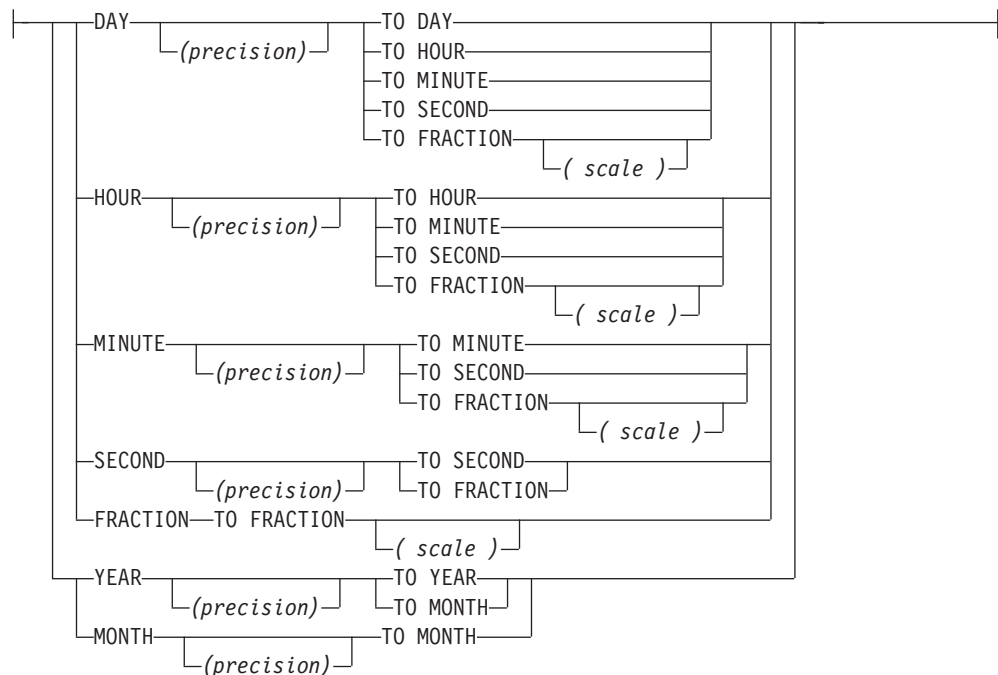 DAY TO DAY
(precision) TO HOUR
TO MINUTE
TO SECOND
TO FRACTION
( scale )
HOUR TO HOUR
(precision) TO MINUTE
TO SECOND
TO FRACTION
( scale )
MINUTE TO MINUTE
(precision) TO SECOND
TO FRACTION
( scale )
SECOND TO SECOND
(precision) TO FRACTION
FRACTION TO FRACTION
( scale )
YEAR TO YEAR
(precision) TO MONTH
MONTH TO MONTH
(precision)